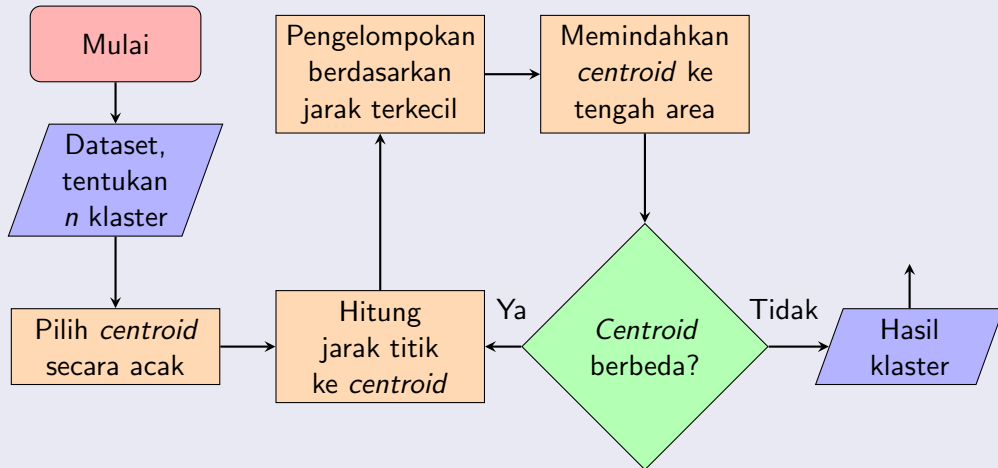 Mulai
Dataset,
tentukan
n klaster
Pilih centroid
secara acak
Hitung
jarak titik
ke centroid
Pengelompokan
berdasarkan
jarak terkecil
Memindahkan
centroid ke
tengah area
Centroid
berbeda?
Ya
Tidak
Hasil
klaster